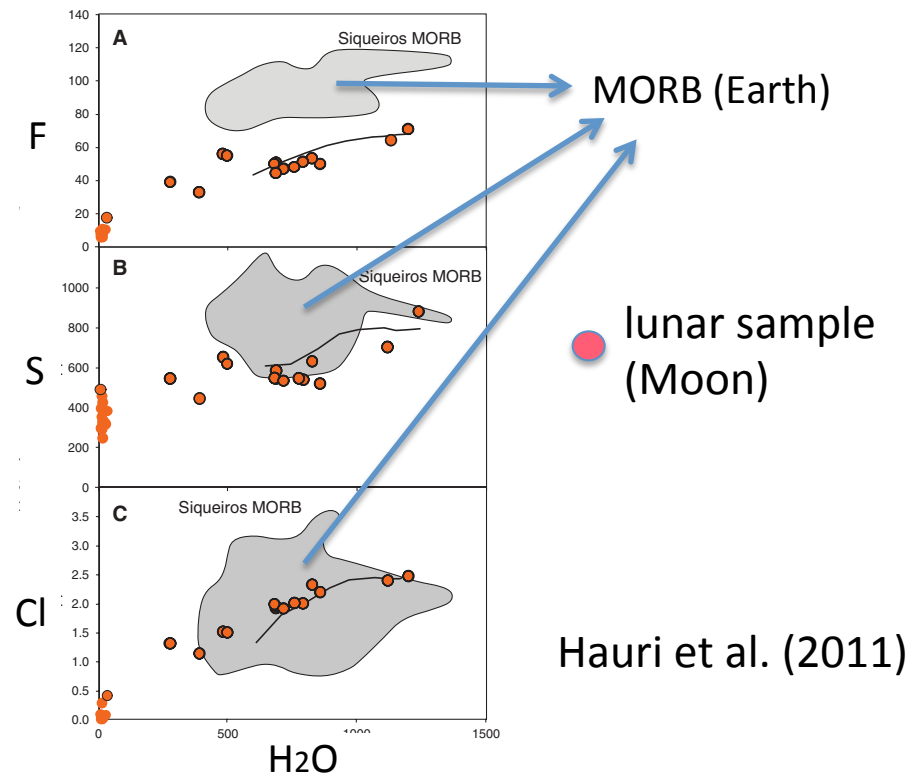 140
120
100
80
60
40
20
0
A
Siqueiros MORB
F
MORB (Earth)
1000
800
600
400
200
0
B
Siqueiros MORB
S
lunar sample
(Moon)
3.5
3.0
2.5
2.0
1.5
1.0
0.5
0.0
C
Siqueiros MORB
Cl
Hauri et al. (2011)
0 500 1000 1500
H2O